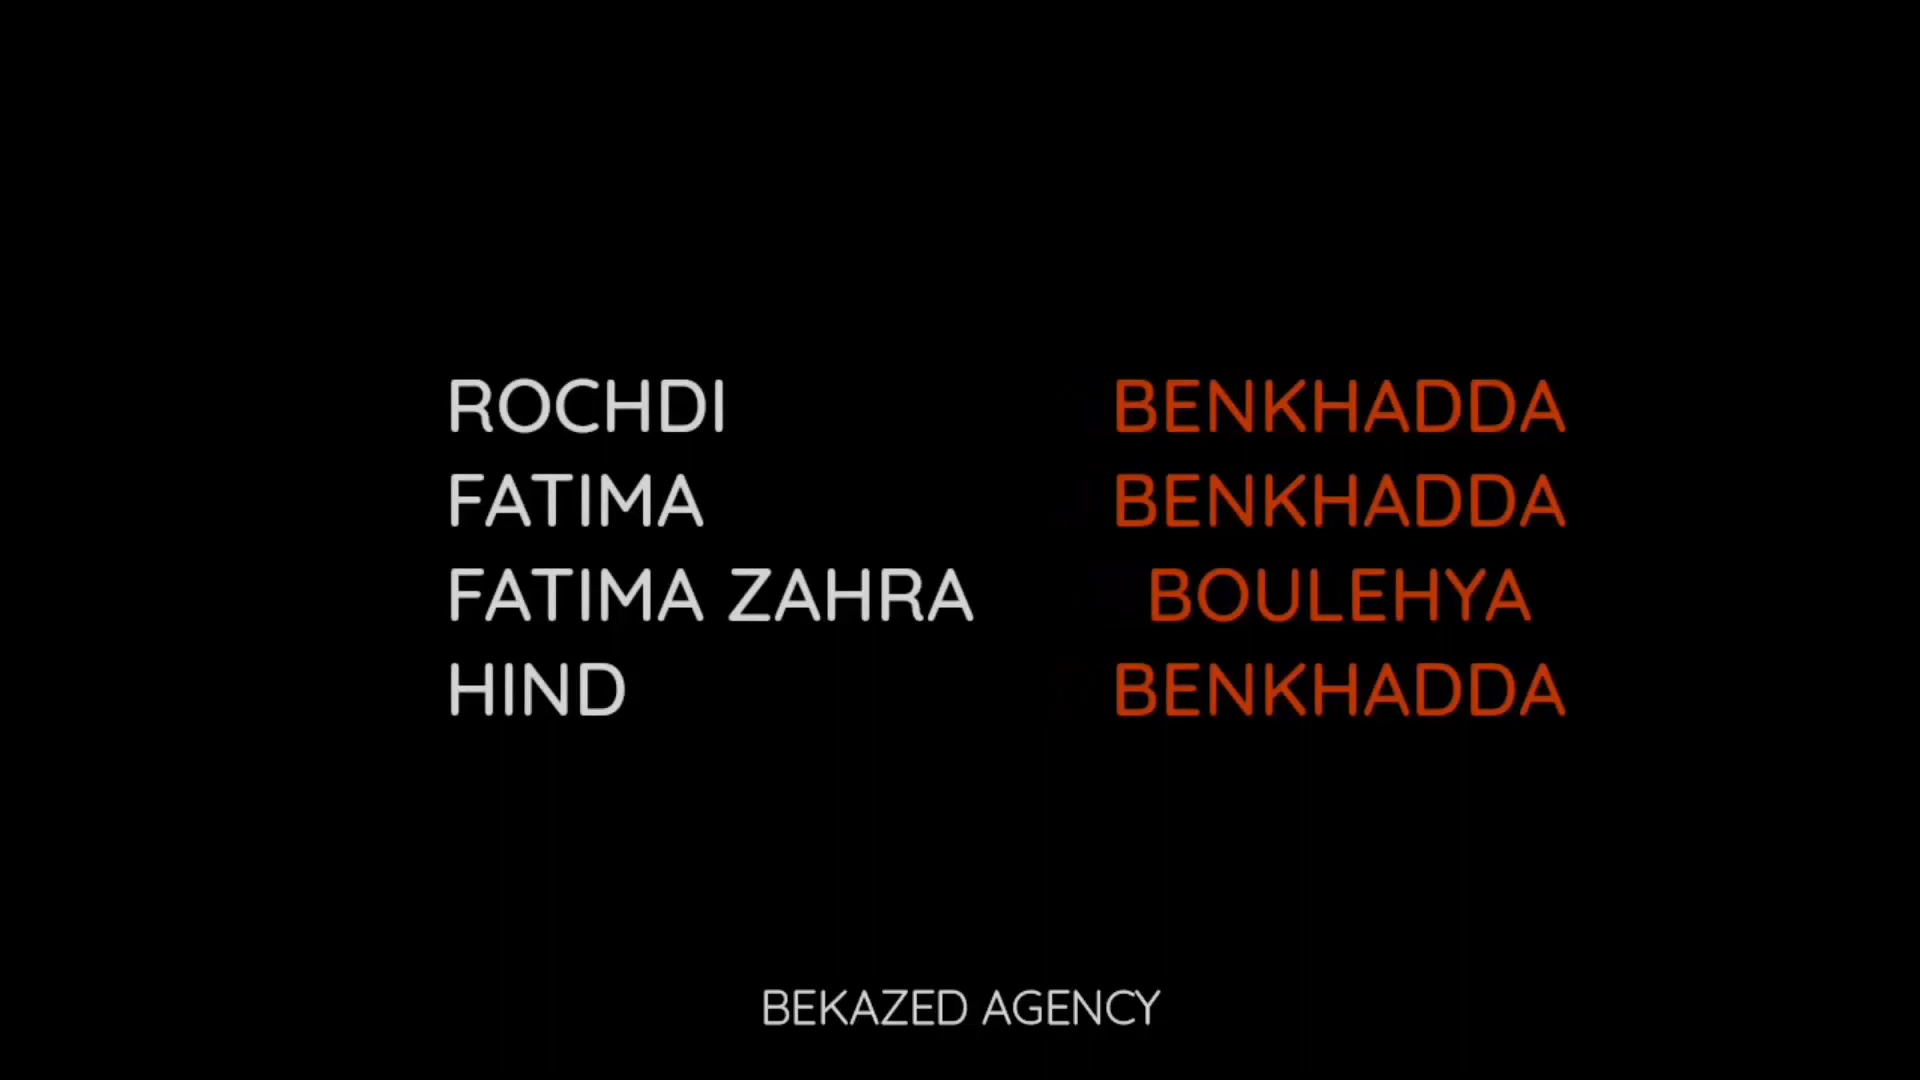 ROCHDI BENKHADDA
FATIMA BENKHADDA
FATIMA ZAHRA BOULEHYA
HIND BENKHADDA
BEKAZED AGENCY